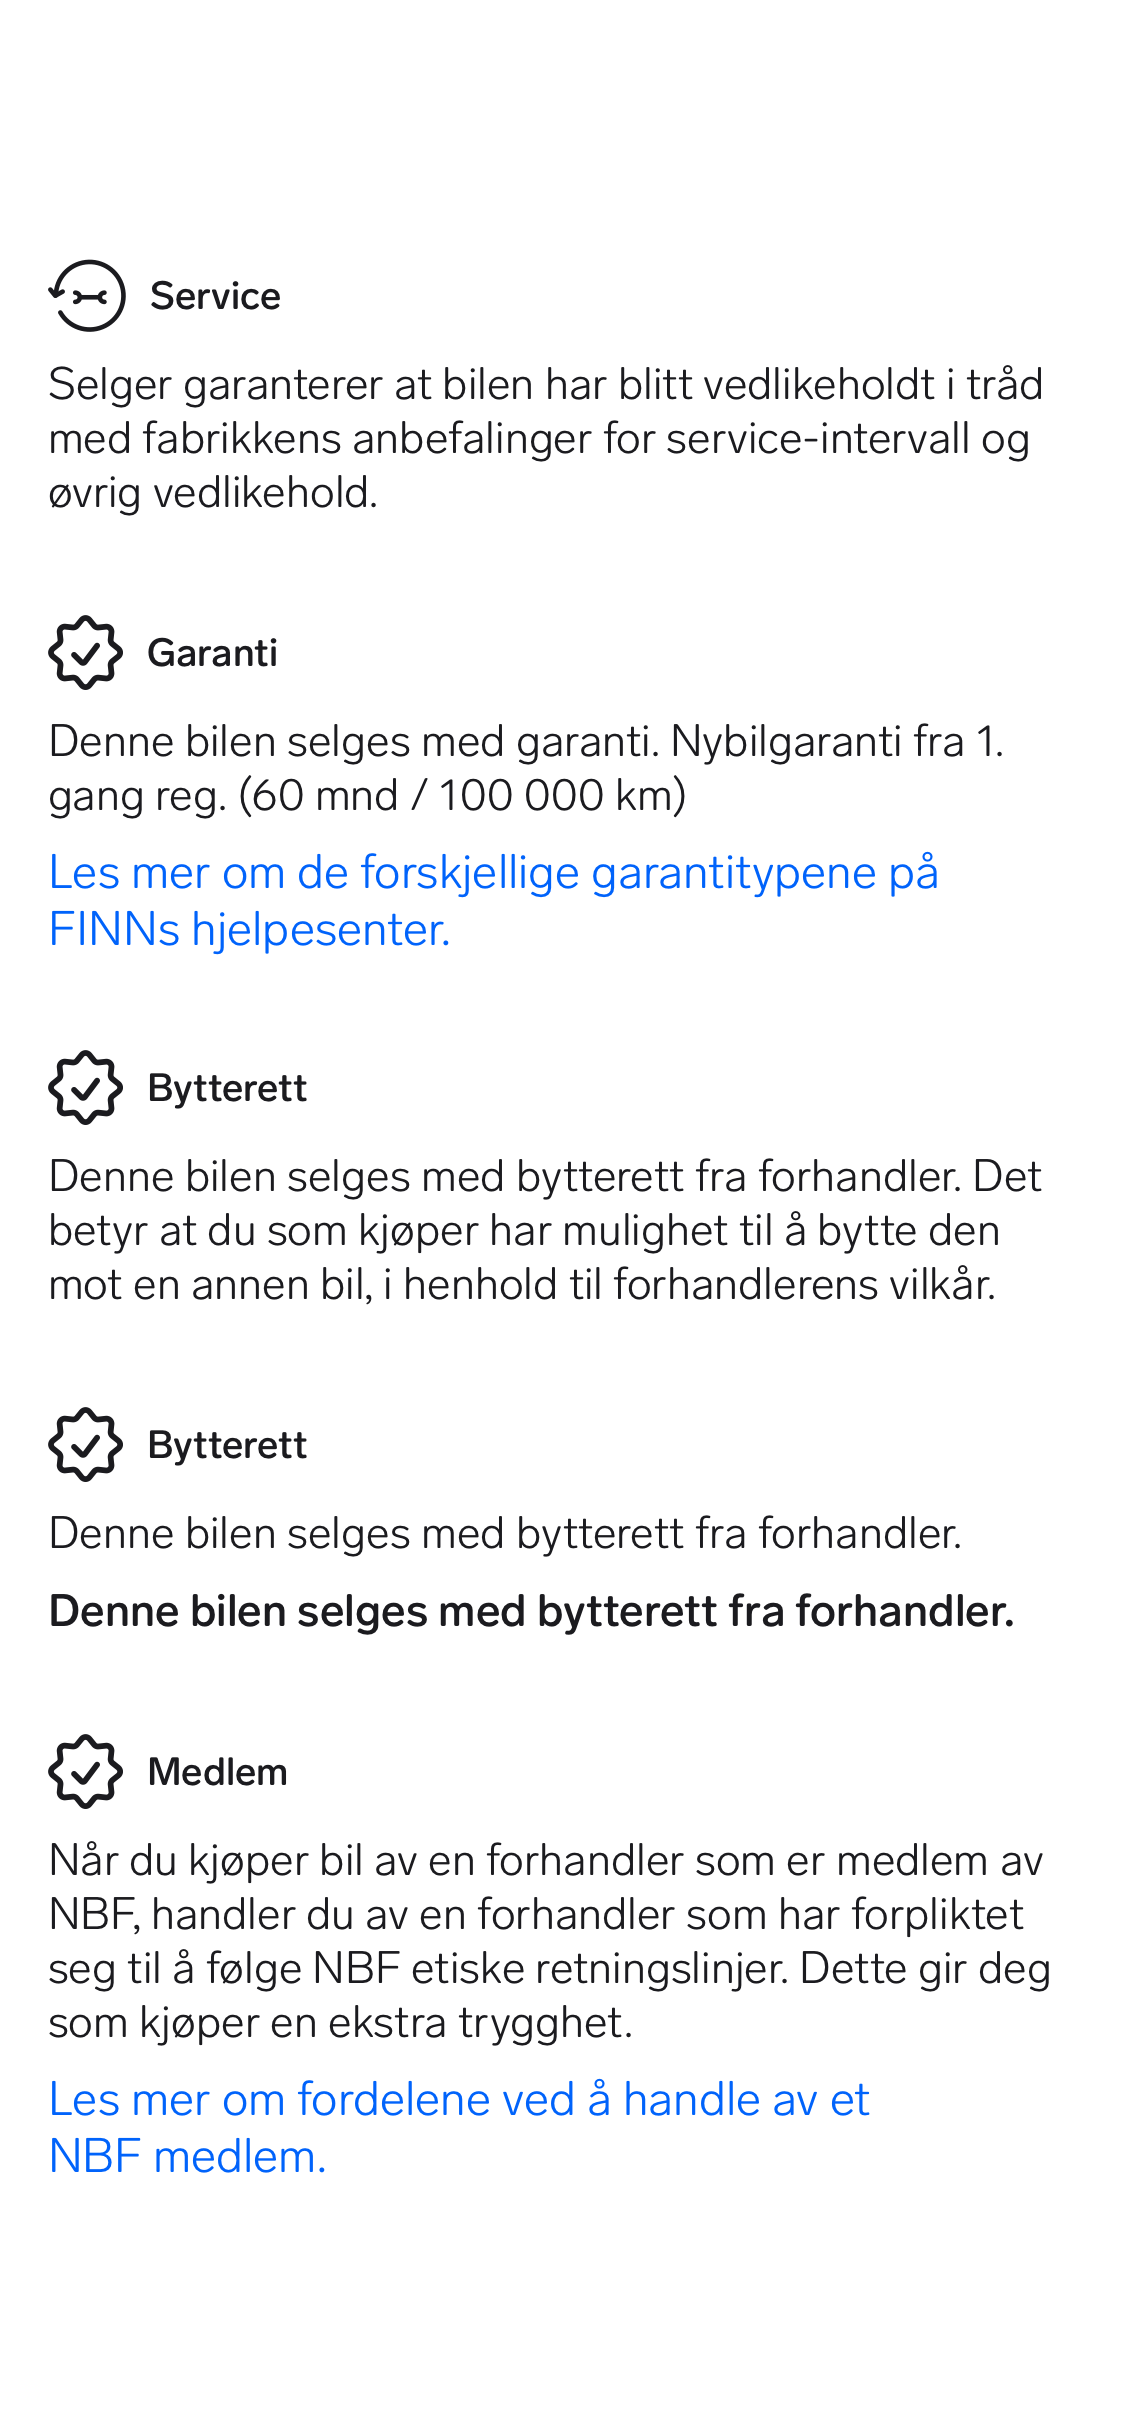 Service
Selger garanterer at bilen har blitt vedlikeholdt i tråd
med fabrikkens anbefalinger for service-intervall og
øvrig vedlikehold.
Garanti
Denne bilen selges med garanti. Nybilgaranti fra 1.
gang reg. (60 mnd / 100 000 km)
Les mer om de forskjellige garantitypene på
FINNs hjelpesenter.
Bytterett
Denne bilen selges med bytterett fra forhandler. Det
betyr at du som kjøper har mulighet til å bytte den
mot en annen bil, i henhold til forhandlerens vilkår.
Bytterett
Denne bilen selges med bytterett fra forhandler.
Denne bilen selges med bytterett fra forhandler.
Medlem
Når du kjøper bil av en forhandler som er medlem av
NBF, handler du av en forhandler som har forpliktet
seg til å følge NBF etiske retningslinjer. Dette gir deg
som kjøper en ekstra trygghet.
Les mer om fordelene ved å handle av et
NBF medlem.